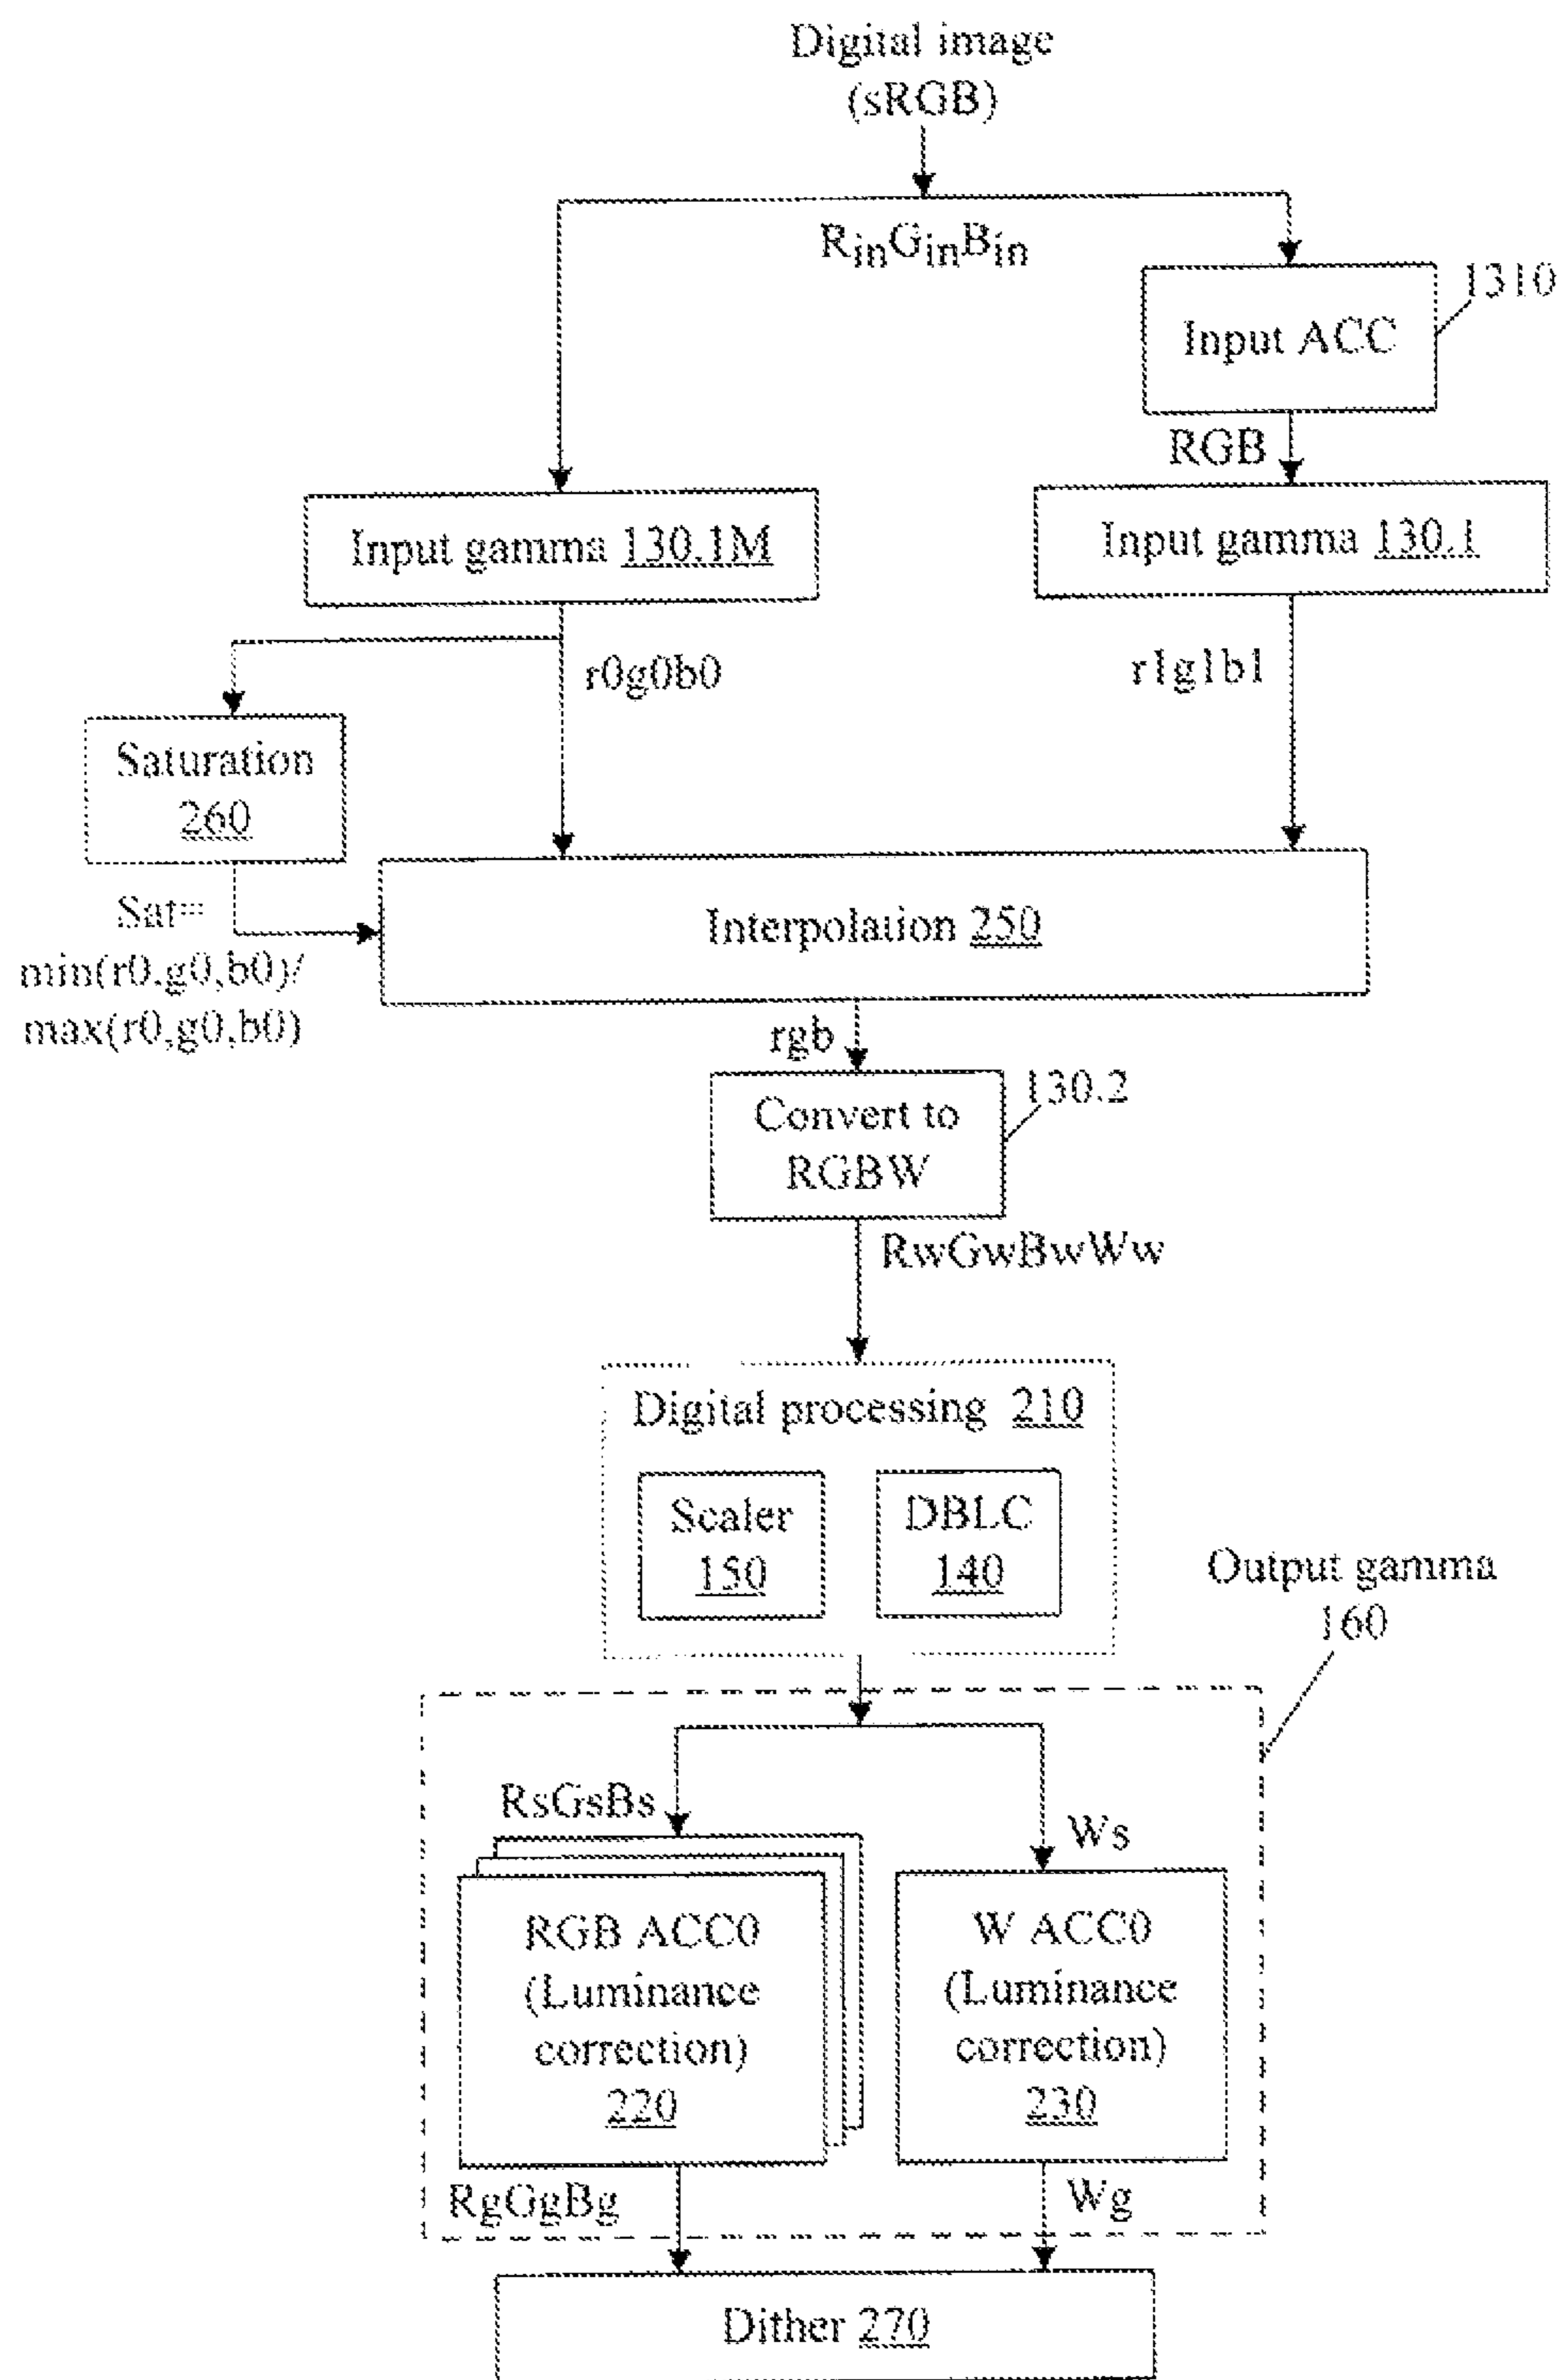 Digital image
(sRGB)
RinGinBin
1310
Input ACC
RGB
Input gamma 130.1M
Input gamma 130.1
r0g0b0
r1g1b1
Saturation
260
Sat=
min(r0,g0,b0)/
max(r0,g0,b0)
Interpolation 250
rgb
130.2
Convert to
RGBW
RwGwBwWw
Digital processing 210
Scaler
150
DBLC
140
Output gamma
160
RsGsBs
Ws
RGB ACC0
(Luminance
correction)
220
W ACC0
(Luminance
correction)
230
RgGgBg
Wg
Dither 270